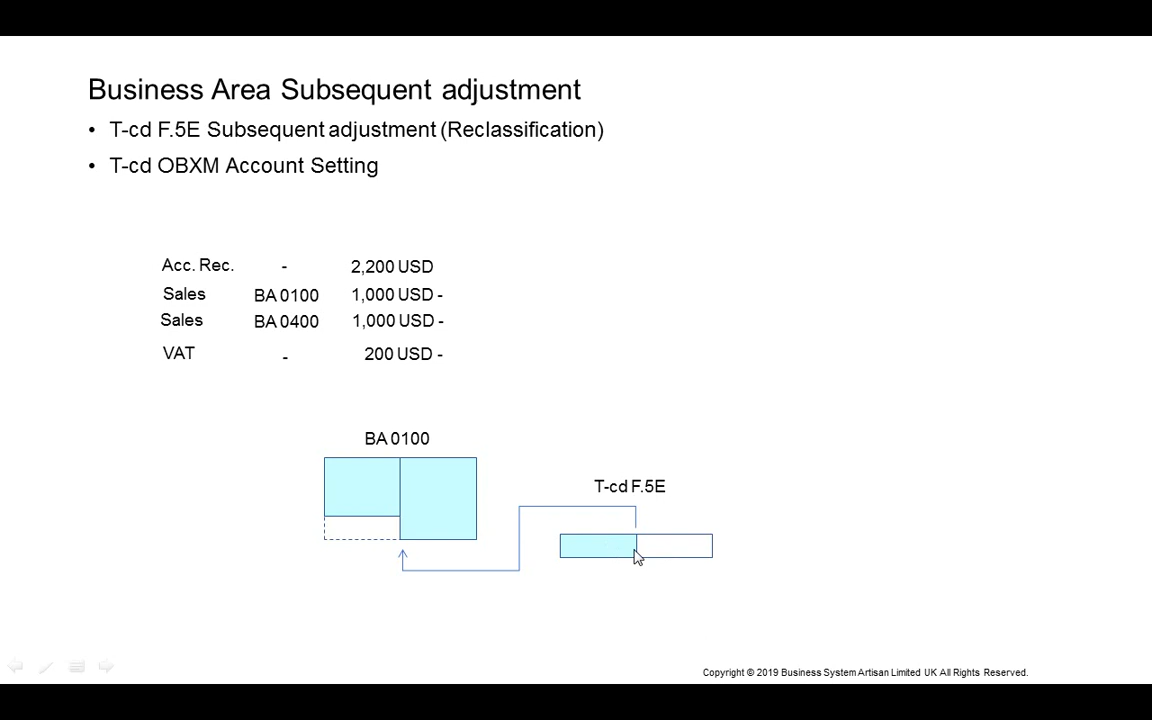 Business Area Subsequent adjustment
• T-cd F.5E Subsequent adjustment (Reclassification)
• T-cd OBXM Account Setting
Acc. Rec. - 2,200 USD
Sales BA 0100 1,000 USD -
Sales BA 0400 1,000 USD -
VAT - 200 USD -
BA 0100
T-cd F.5E
Copyright © 2019 Business System Artisan Limited UK All Rights Reserved.